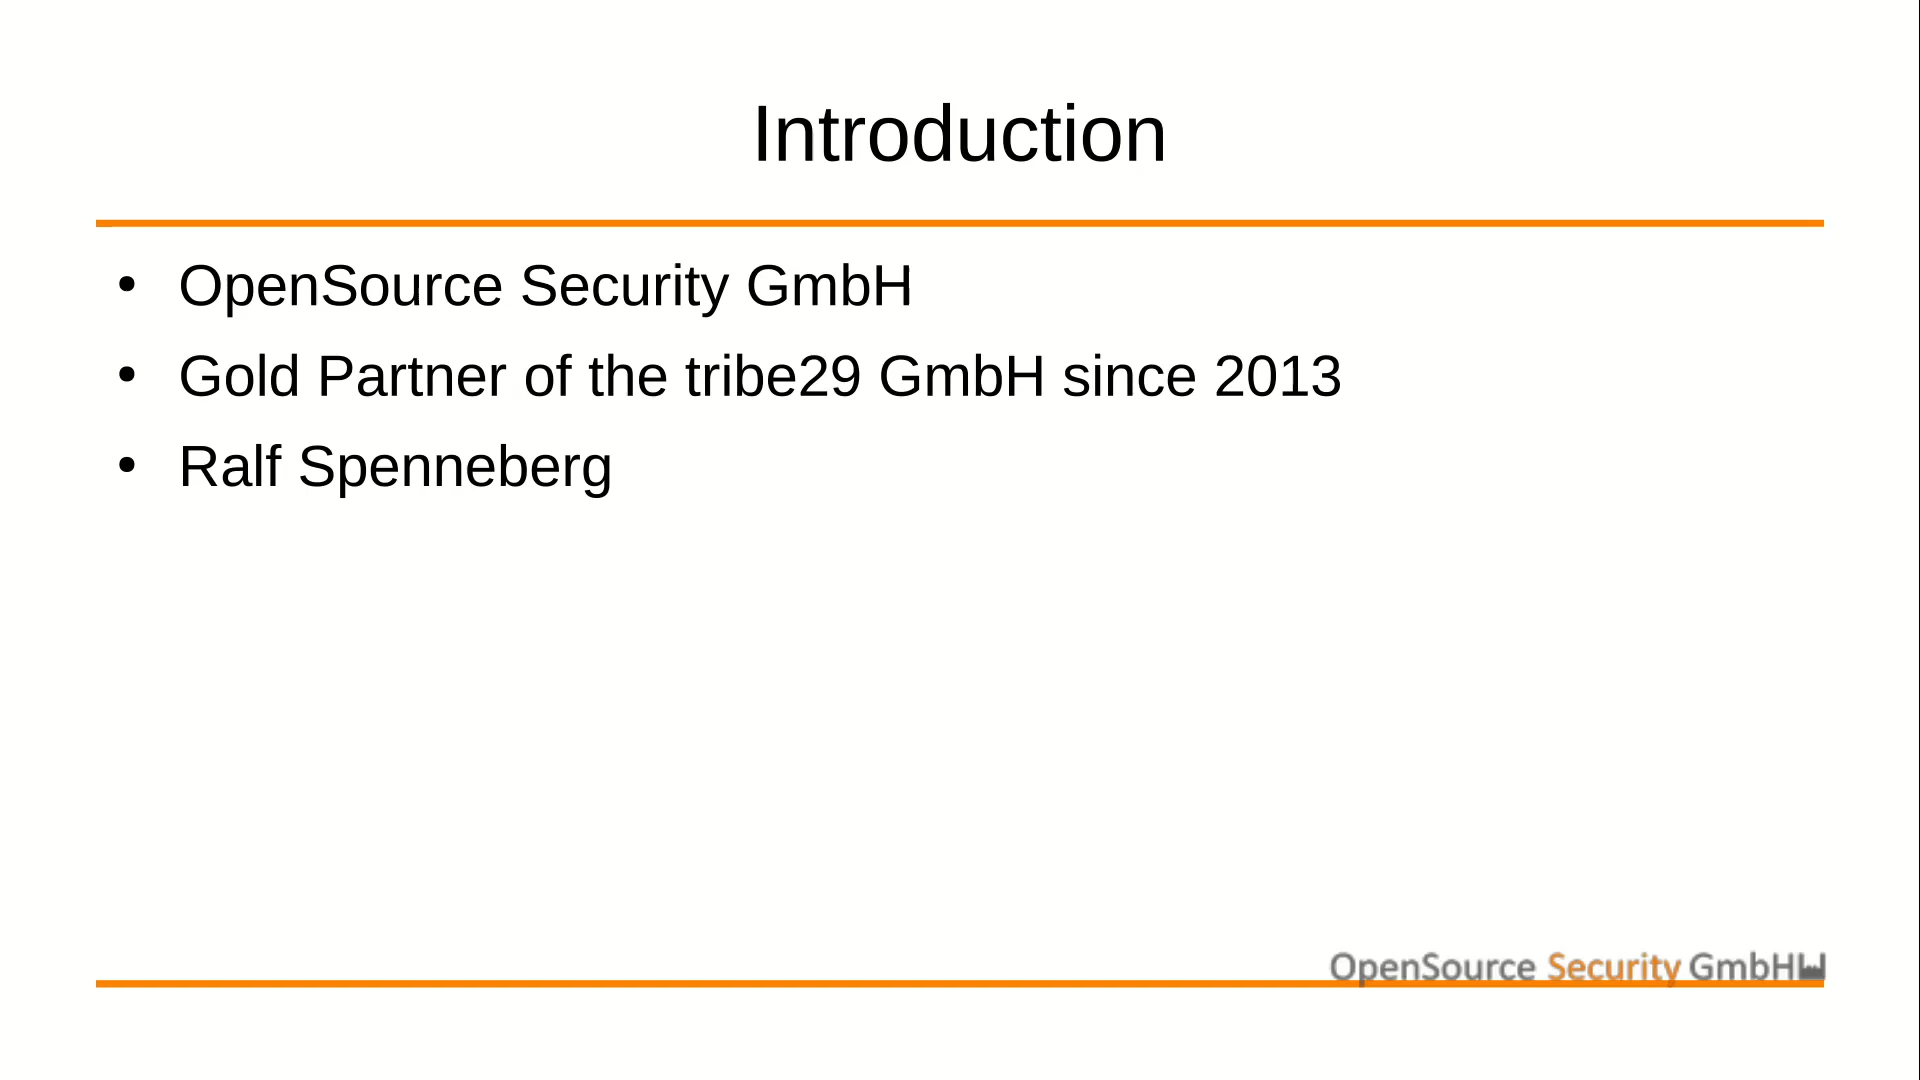 Introduction
• OpenSource Security GmbH
• Gold Partner of the tribe29 GmbH since 2013
• Ralf Spenneberg
OpenSource Security GmbH